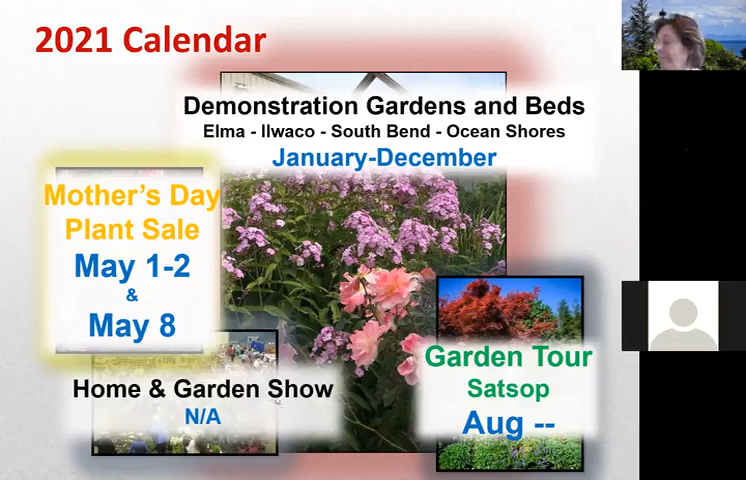 2021 Calendar
Demonstration Gardens and Beds
Elma - Ilwaco - South Bend - Ocean Shores
January-December
Mother's Day
Plant Sale
May 1-2
&
May 8
Home & Garden Show
N/A
Garden Tour
Satsop
Aug --